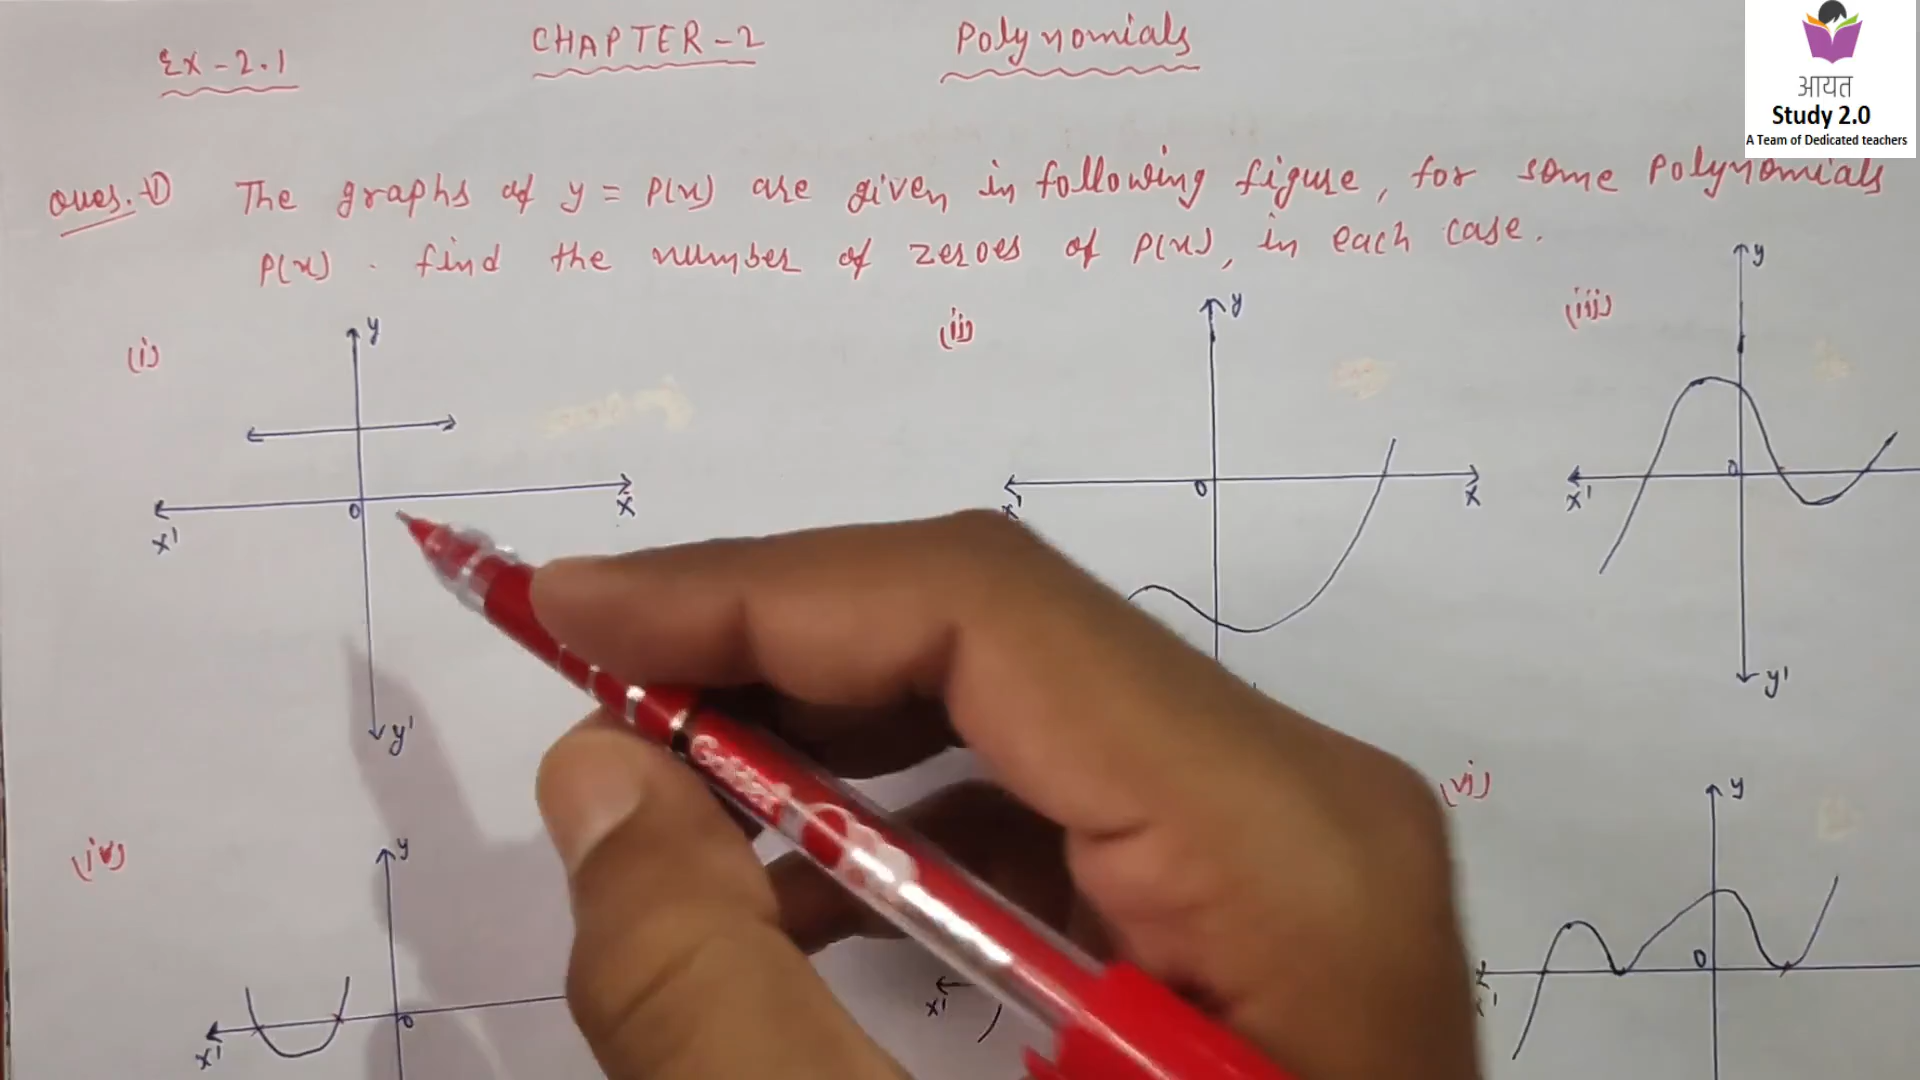 Ex-2.1 CHAPTER-2 Polynomials
आयत
Study 2.0
A Team of Dedicated teachers
Ques.-1) The graphs of y = P(x) are given in following figure, for some Polynomials
P(x). find the number of zeroes of P(x), in each case.
(i) y (ii) y (iii) y
0 x x'
0 x x'
0 x'
y' y'
(iv) y (vi) y
0 x'
x'
0 x'
Golden